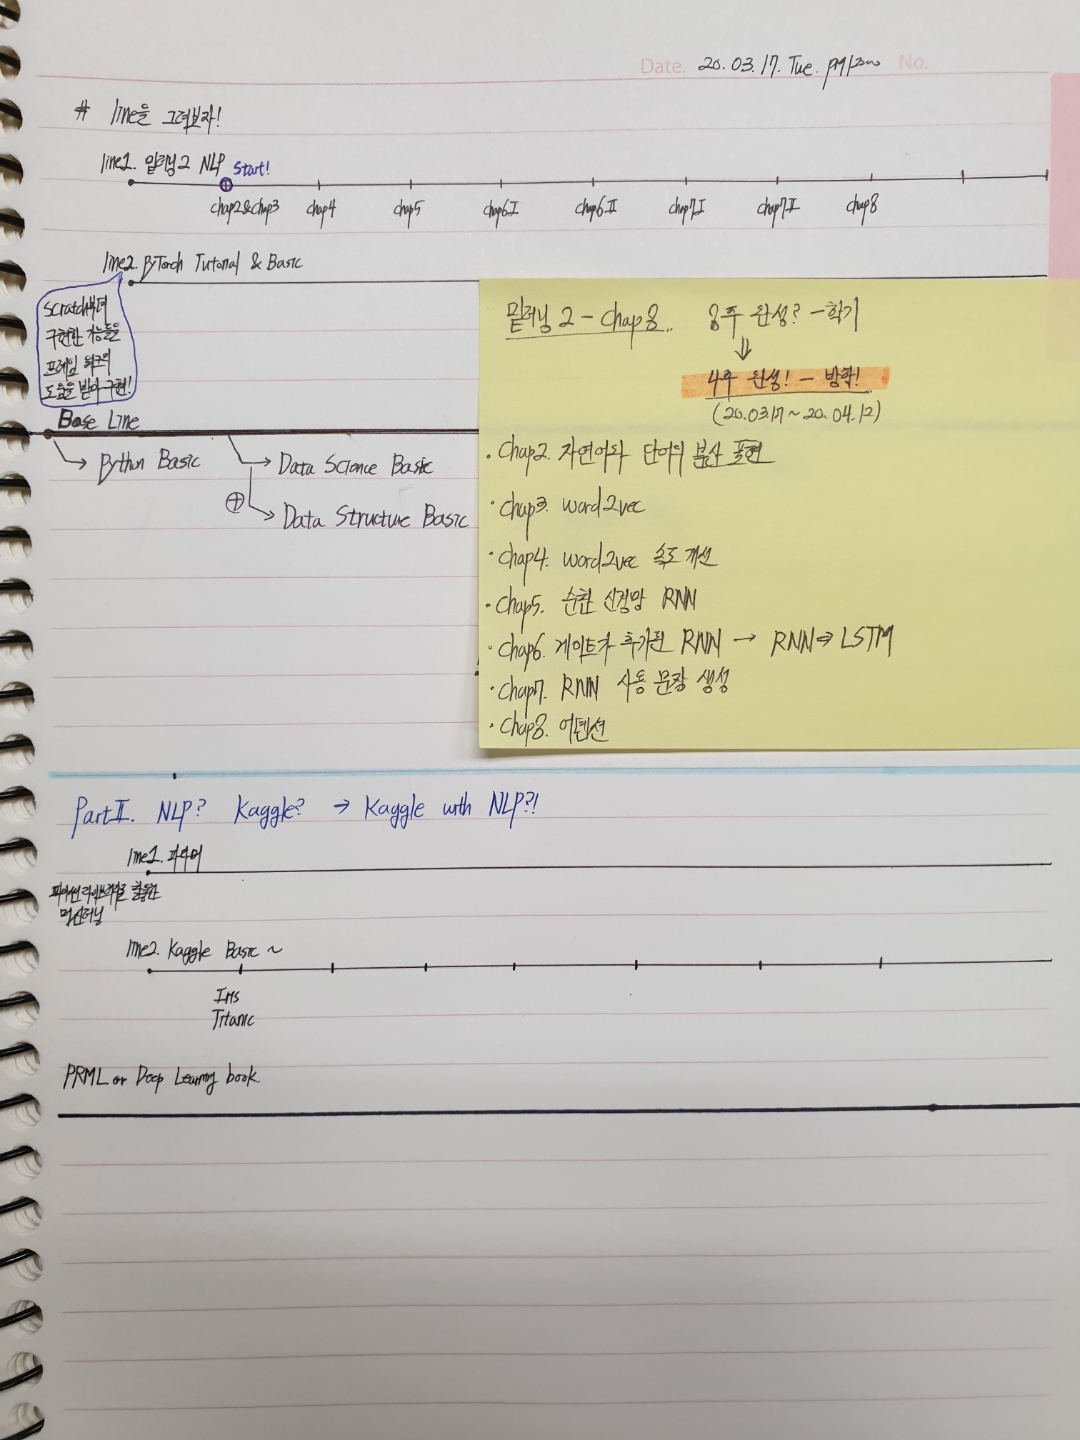 Date. 20. 03. 17. Tue. PM No.
# line을 그려보자!
line1. 밑러닝2 NLP Start!
chap2&chap3 chap4 chap5 chap6.I chap6.II chap7.I chap7.II chap8
line2. PyTorch Tutorial & Basic
Scratch부터
구현한 기능들을
프레임 워크의
도움을 받아 구현!
Base Line
Python Basic
Data Science Basic
Data Structure Basic
밑러닝 2 - Chap8.. 8주 완성? - 학기
4주 완성! - 방학!
(20.0317 ~ 20.04.12)
· Chap2. 자연어와 단어의 분산 표현
· Chap3. word2vec
· Chap4. word2vec 속도 개선
· Chap5. 순환 신경망 RNN
· Chap6. 게이트가 추가된 RNN → RNN ⇒ LSTM
· Chap7. RNN 사용 문장 생성
· Chap8. 어텐션
Part II. NLP? Kaggle? → Kaggle with NLP?!
line1. 파라머
파이썬 라이브러리를 활용한
머신러닝
line2. Kaggle Basic ~
Iris
Titanic
PRML or Deep Learning book